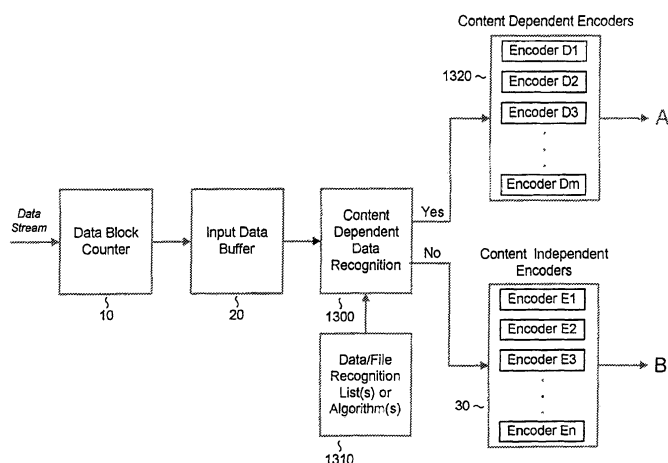 Content Dependent Encoders
Encoder D1
1320
Encoder D2
Encoder D3
A
Encoder Dm
Data
Stream
Data Block
Counter
10
Input Data
Buffer
20
Content
Dependent
Data
Recognition
1300
Yes
No
Data/File
Recognition
List(s) or
Algorithm(s)
1310
Content Independent
Encoders
Encoder E1
Encoder E2
Encoder E3
B
30
Encoder En